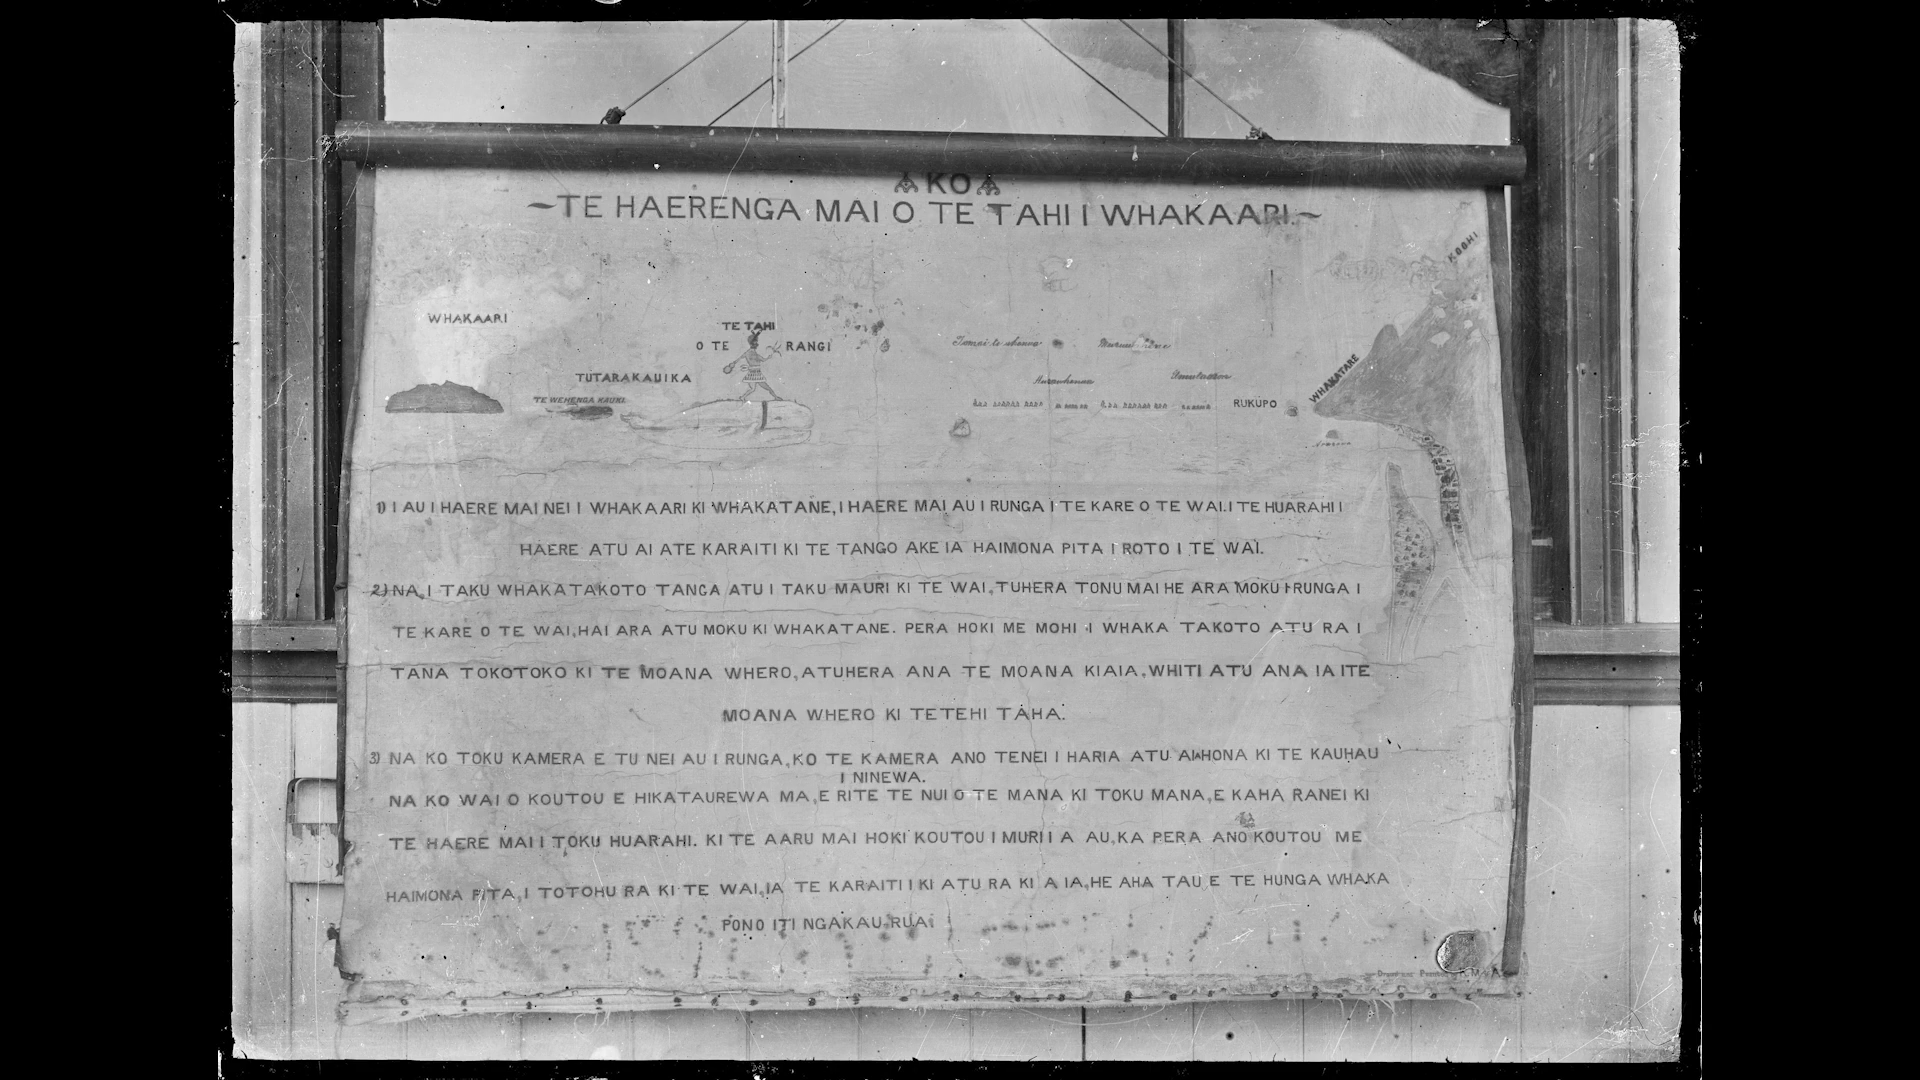 KO
~TE HAERENGA MAI O TE TAHI I WHAKAARI.~
KOOHI
WHAKAARI
TE TAHI
O TE RANGI
TUTARAKAUIKA
TE WEHENGA KAUKI.
WHAKATARE
RUKUPO
1) I AU I HAERE MAI NEI I WHAKAARI KI WHAKATANE, I HAERE MAI AU I RUNGA I TE KARE O TE WAI. I TE HUARAHI I
HAERE ATU AI ATE KARAITI KI TE TANGO AKE IA HAIMONA PITA I ROTO I TE WAI.
2) NA, I TAKU WHAKATAKOTO TANGA ATU I TAKU MAURI KI TE WAI, TUHERA TONU MAI HE ARA MOKU I RUNGA I
TE KARE O TE WAI, HAI ARA ATU MOKU KI WHAKATANE. PERA HOKI ME MOHI I WHAKA TAKOTO ATU RA I
TANA TOKOTOKO KI TE MOANA WHERO, ATUHERA ANA TE MOANA KIAIA, WHITI ATU ANA IA ITE
MOANA WHERO KI TETEHI TAHA.
3) NA KO TOKU KAMERA E TU NEI AU I RUNGA, KO TE KAMERA ANO TENEI I HARIA ATU AI HONA KI TE KAUHAU
I NINEWA.
NA KO WAI O KOUTOU E HIKATAUREWA MA, E RITE TE NUI O TE MANA KI TOKU MANA, E KAHA RANEI KI
TE HAERE MAI I TOKU HUARAHI. KI TE AARU MAI HOKI KOUTOU I MURI I A AU, KA PERA ANO KOUTOU ME
HAIMONA PITA, I TOTOHU RA KI TE WAI, IA TE KARAITI I KI ATU RA KI A IA, HE AHA TAU E TE HUNGA WHAKA
PONO ITI NGAKAU RUA.